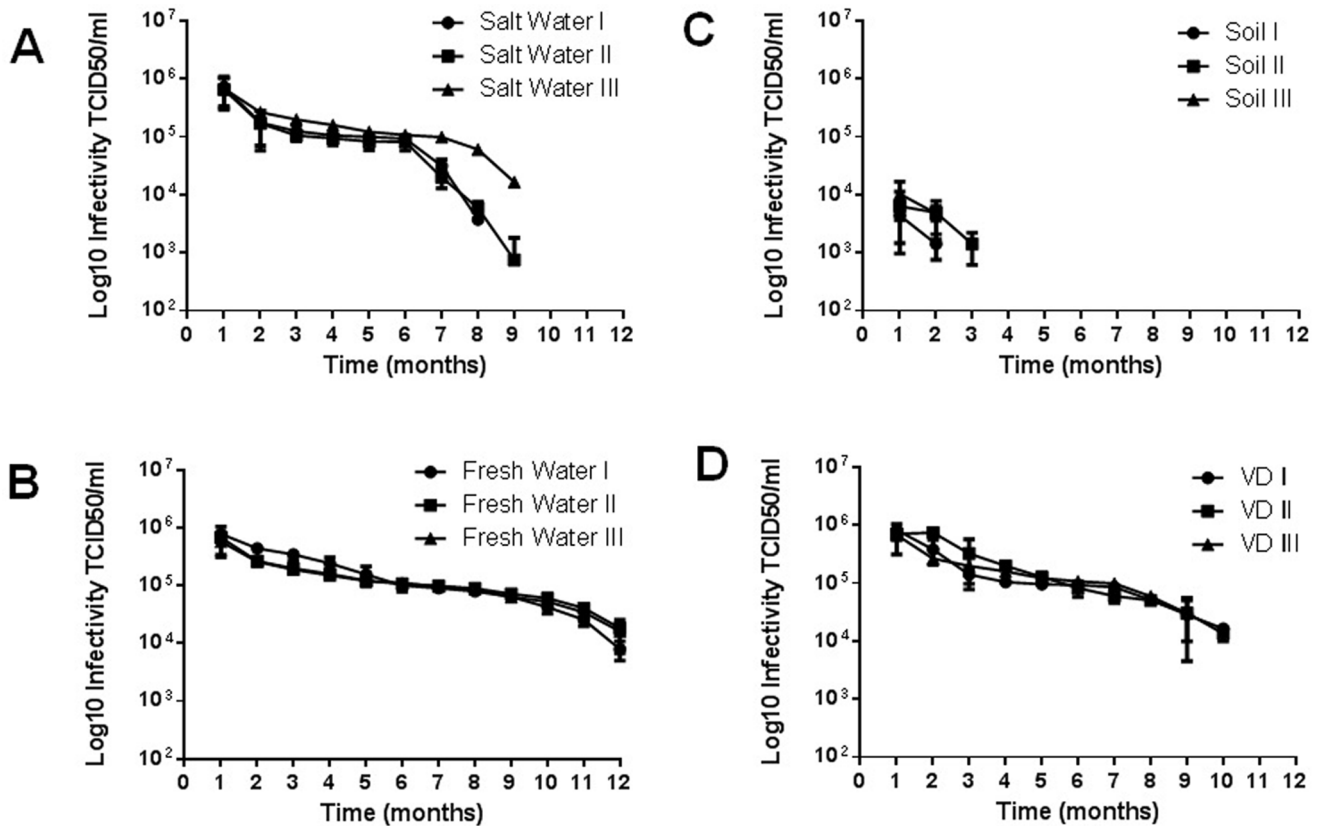 A
Log10 Infectivity TCID50/ml
10⁷
10⁶
10⁵
10⁴
10³
10²
0 1 2 3 4 5 6 7 8 9 10 11 12
Time (months)
Salt Water I
Salt Water II
Salt Water III
C
Log10 Infectivity TCID50/ml
10⁷
10⁶
10⁵
10⁴
10³
10²
0 1 2 3 4 5 6 7 8 9 10 11 12
Time (months)
Soil I
Soil II
Soil III
B
Log10 Infectivity TCID50/ml
10⁷
10⁶
10⁵
10⁴
10³
10²
0 1 2 3 4 5 6 7 8 9 10 11 12
Time (months)
Fresh Water I
Fresh Water II
Fresh Water III
D
Log10 Infectivity TCID50/ml
10⁷
10⁶
10⁵
10⁴
10³
10²
0 1 2 3 4 5 6 7 8 9 10 11 12
Time (months)
VD I
VD II
VD III